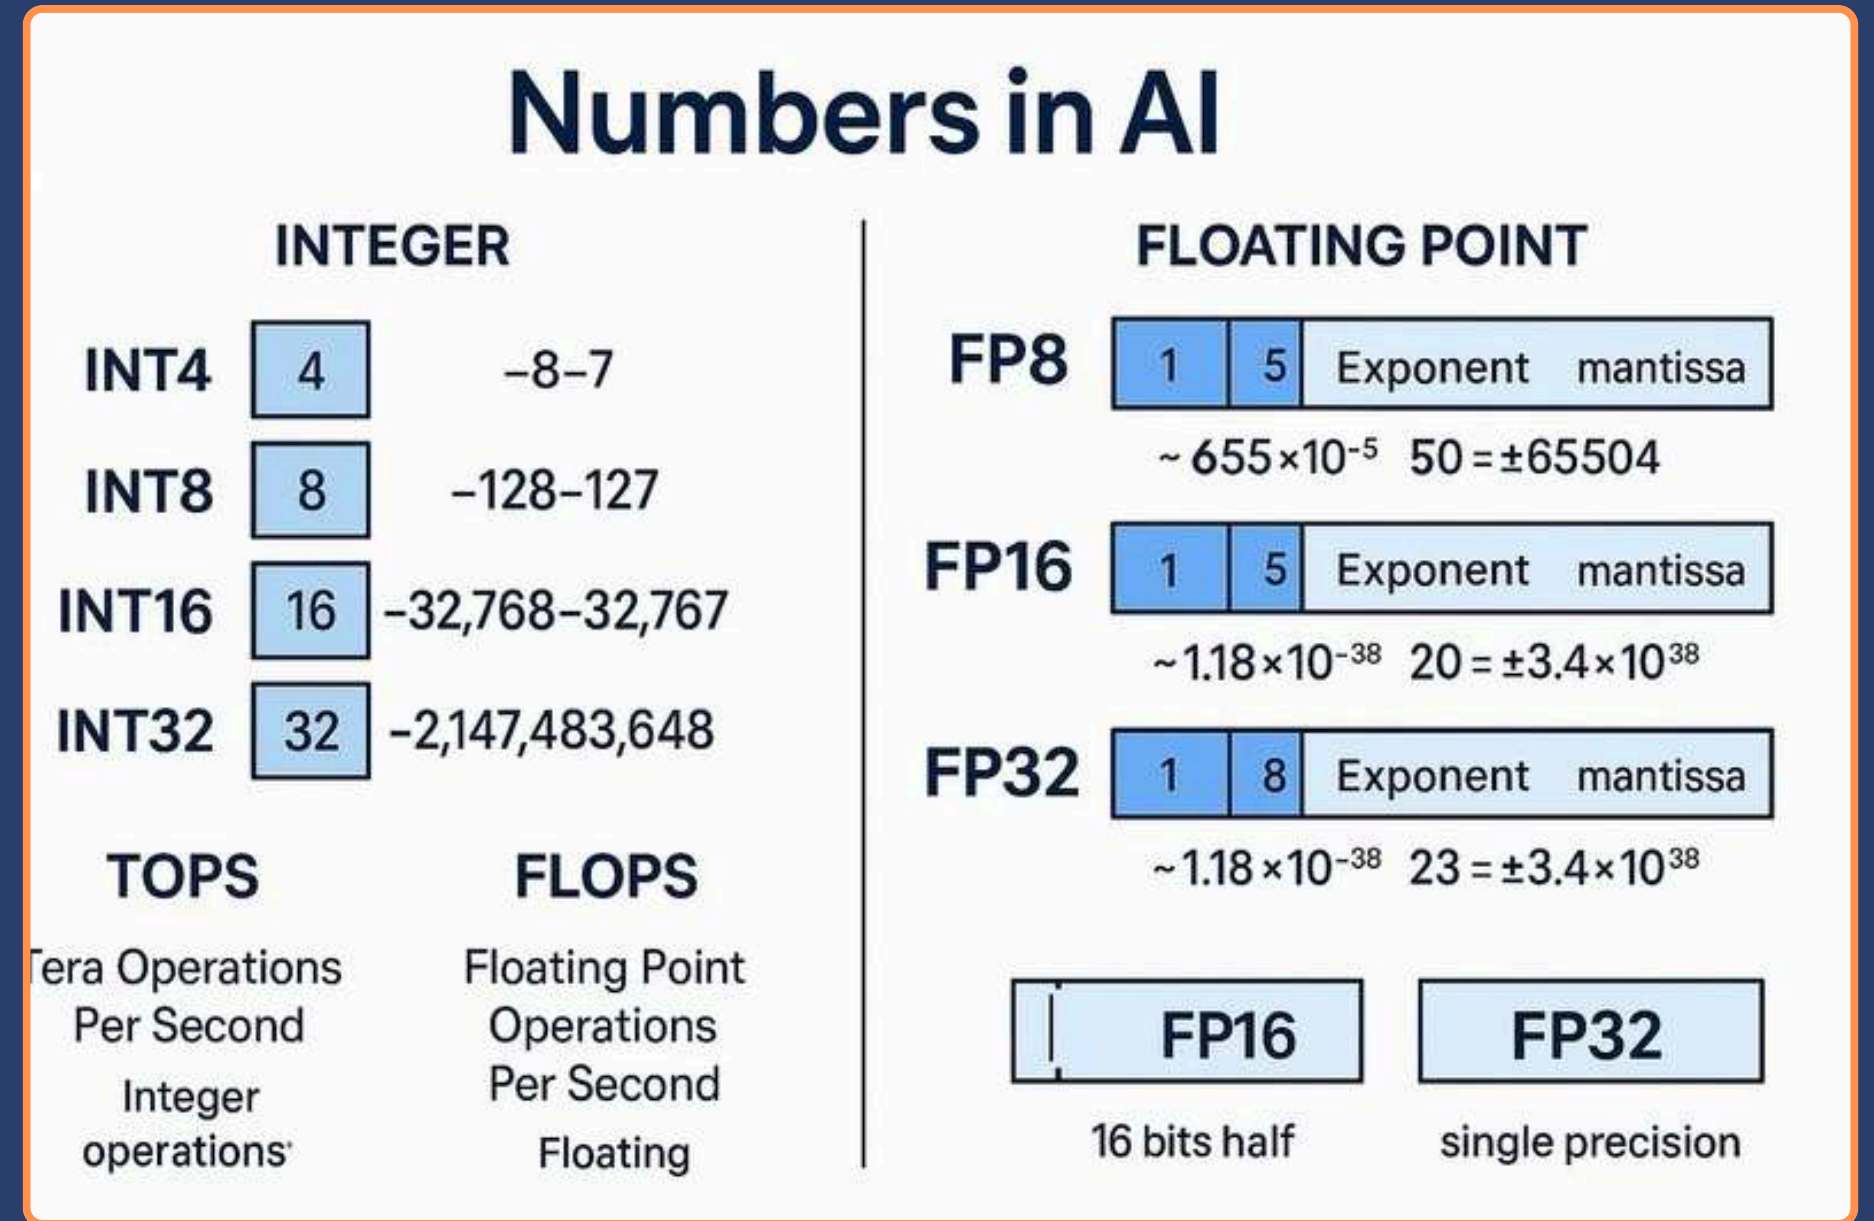 Numbers in AI
INTEGER
INT4 4 –8–7
INT8 8 –128–127
INT16 16 –32,768–32,767
INT32 32 –2,147,483,648
TOPS
Tera Operations
Per Second
Integer
operations
FLOPS
Floating Point
Operations
Per Second
Floating
FLOATING POINT
FP8 1 5 Exponent mantissa
~ 655×10⁻⁵ 50=±65504
FP16 1 5 Exponent mantissa
~1.18×10⁻³⁸ 20=±3.4×10³⁸
FP32 1 8 Exponent mantissa
~1.18×10⁻³⁸ 23=±3.4×10³⁸
FP16
16 bits half
FP32
single precision